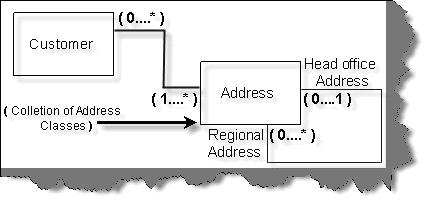 ( 0....* )
Customer
Head office
Address
( 1....* )
Address
( 0....1 )
( Colletion of Address
Classes )
Regional
Address
( 0....* )